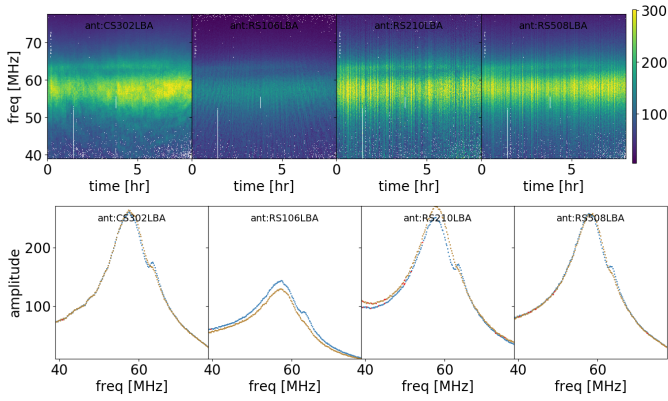 ant:CS302LBA ant:RS106LBA ant:RS210LBA ant:RS508LBA
freq [MHz]
70
60
50
40
0 5 0 5 0 5 0 5
time [hr] time [hr] time [hr] time [hr]
300
200
100
0
ant:CS302LBA ant:RS106LBA ant:RS210LBA ant:RS508LBA
amplitude
200
100
40 60 40 60 40 60 40 60
freq [MHz] freq [MHz] freq [MHz] freq [MHz]